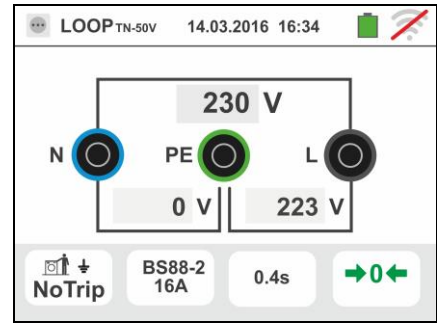 LOOP TN-50V 14.03.2016 16:34
230 V
N PE L
0 V 223 V
NoTrip BS88-2 16A 0.4s →0←